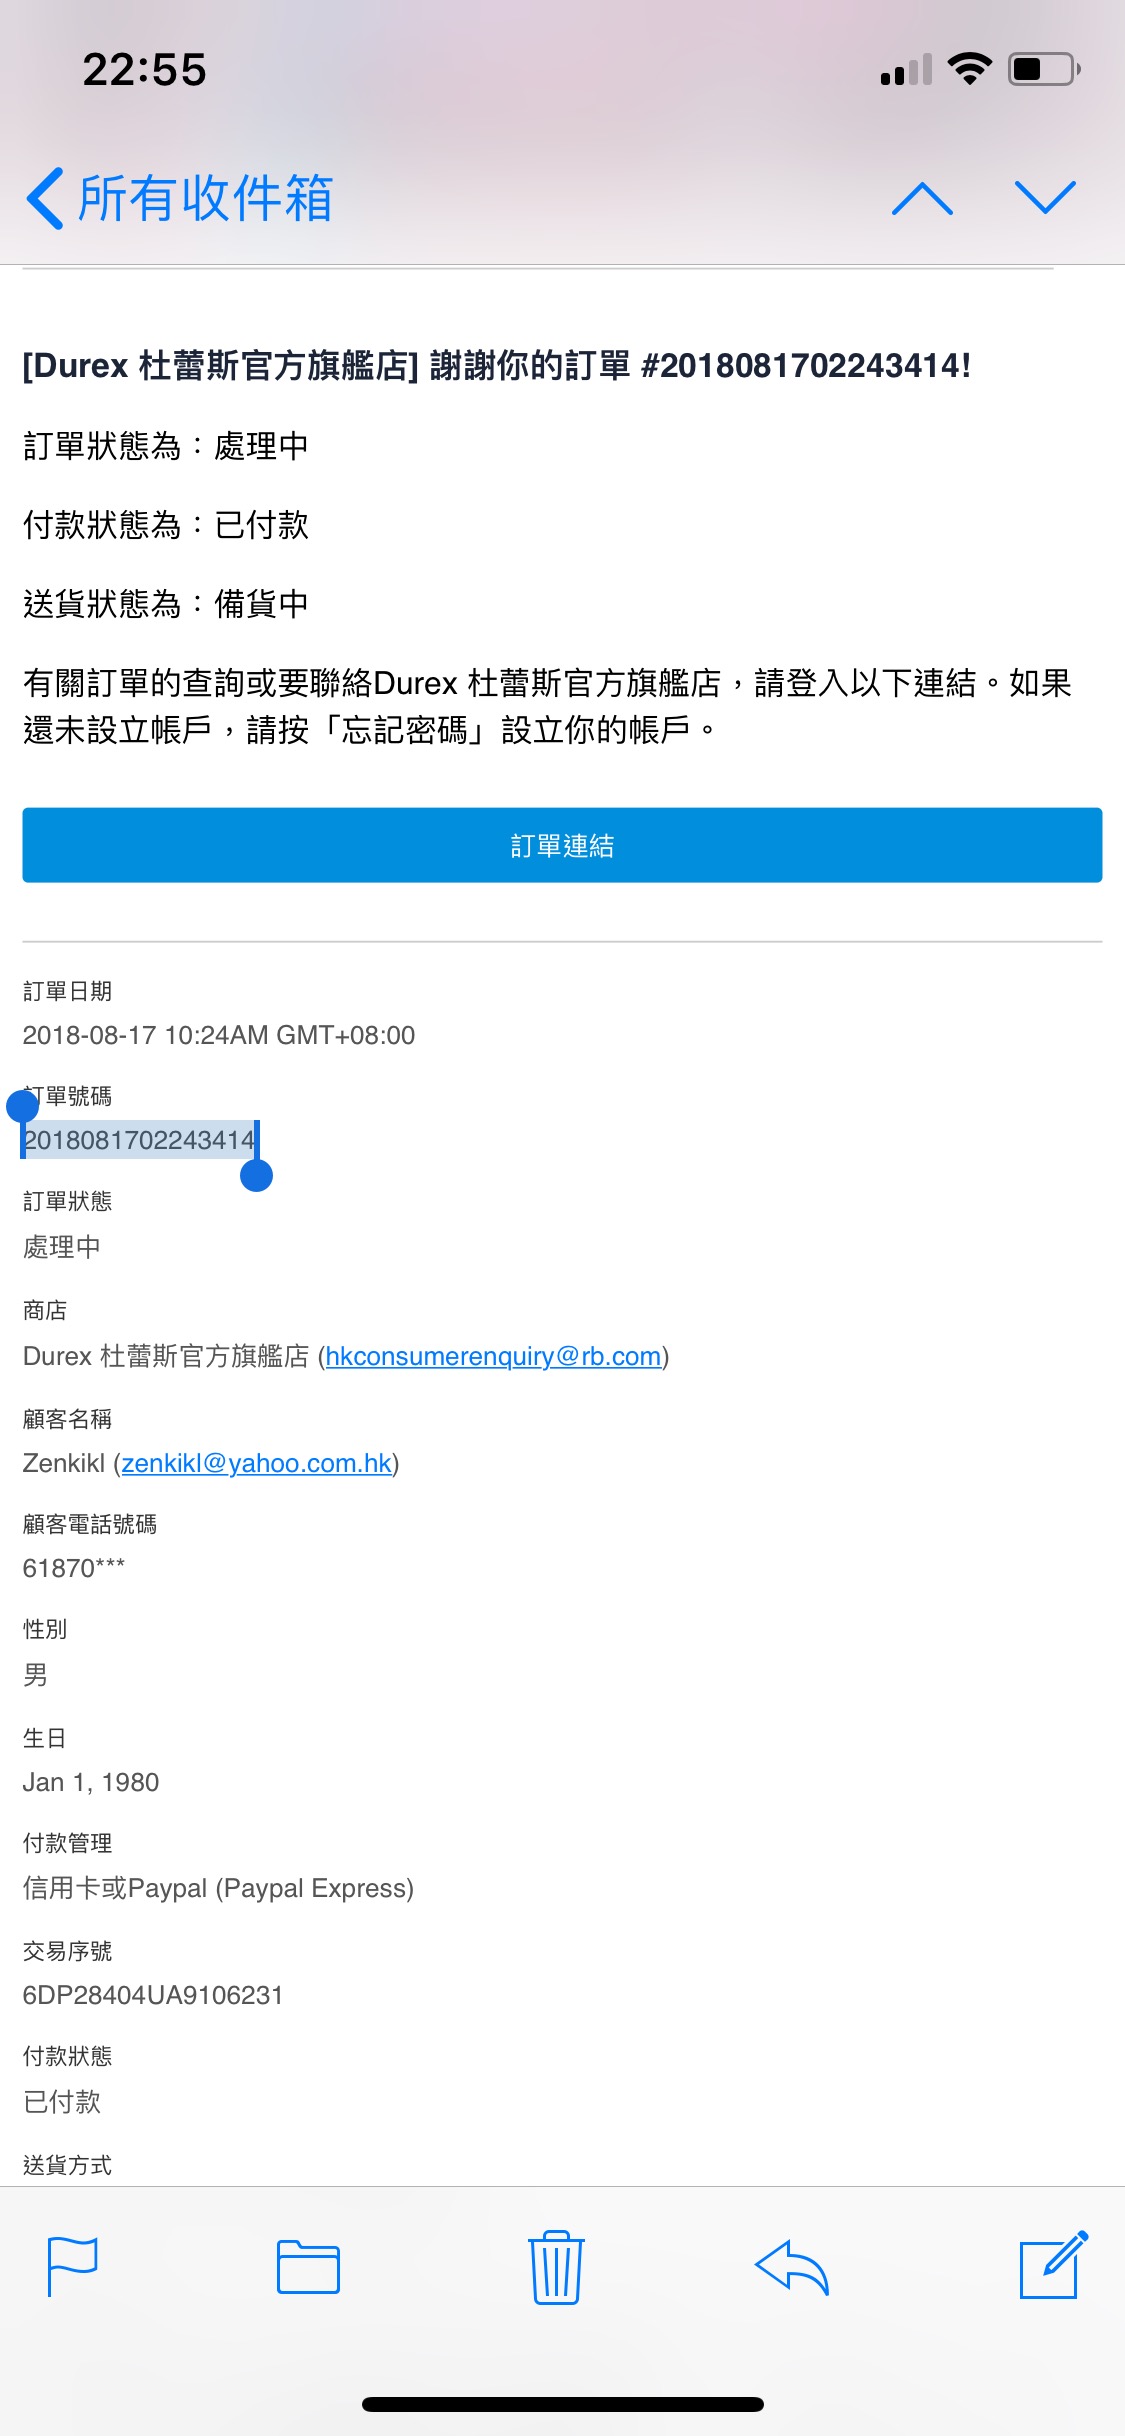 22:55
所有收件箱
[Durex 杜蕾斯官方旗艦店] 謝謝你的訂單 #2018081702243414!
訂單狀態為：處理中
付款狀態為：已付款
送貨狀態為：備貨中
有關訂單的查詢或要聯絡Durex 杜蕾斯官方旗艦店，請登入以下連結。如果
還未設立帳戶，請按「忘記密碼」設立你的帳戶。
訂單連結
訂單日期
2018-08-17 10:24AM GMT+08:00
訂單號碼
2018081702243414
訂單狀態
處理中
商店
Durex 杜蕾斯官方旗艦店 (hkconsumerenquiry@rb.com)
顧客名稱
Zenkikl (zenkikl@yahoo.com.hk)
顧客電話號碼
61870***
性別
男
生日
Jan 1, 1980
付款管理
信用卡或Paypal (Paypal Express)
交易序號
6DP28404UA9106231
付款狀態
已付款
送貨方式